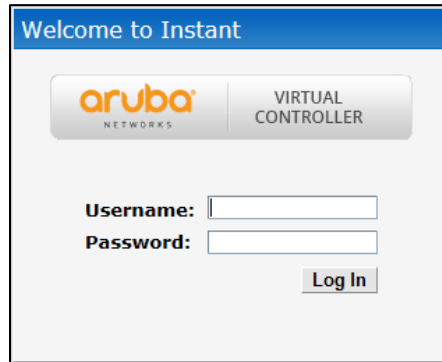 Welcome to Instant
aruba
NETWORKS
VIRTUAL
CONTROLLER
Username:
Password:
Log In